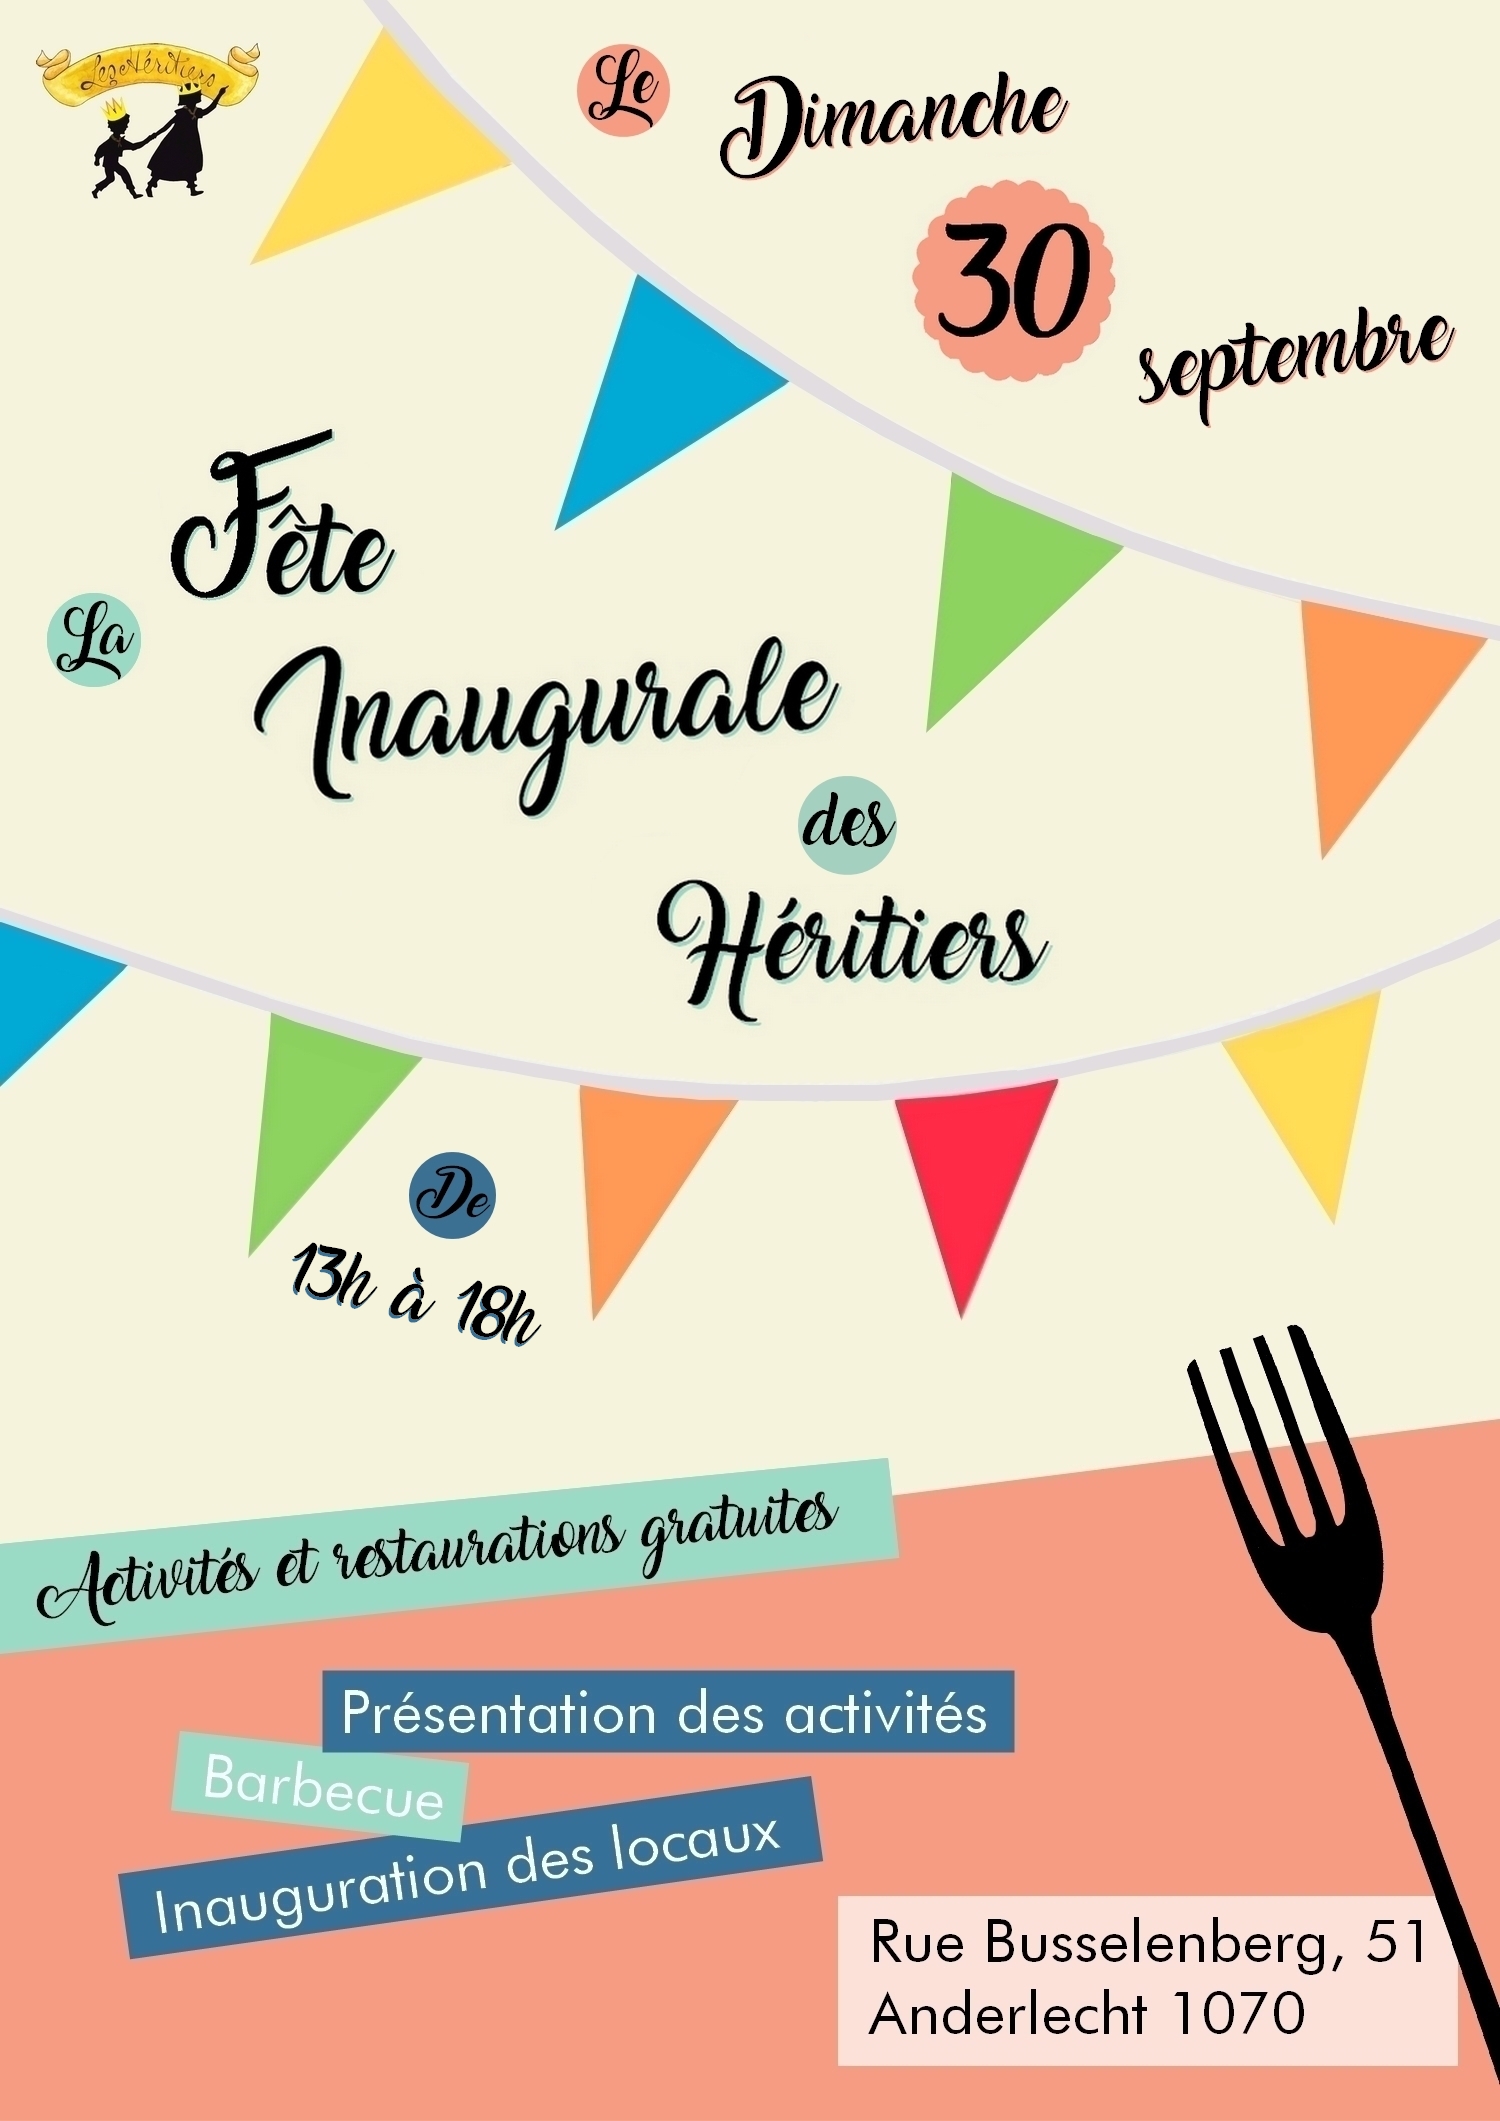 Les Héritiers
Le
Dimanche
30
septembre
La
Fête
Inaugurale
des
Héritiers
De
13h à 18h
Activités et restaurations gratuites
Présentation des activités
Barbecue
Inauguration des locaux
Rue Busselenberg, 51
Anderlecht 1070